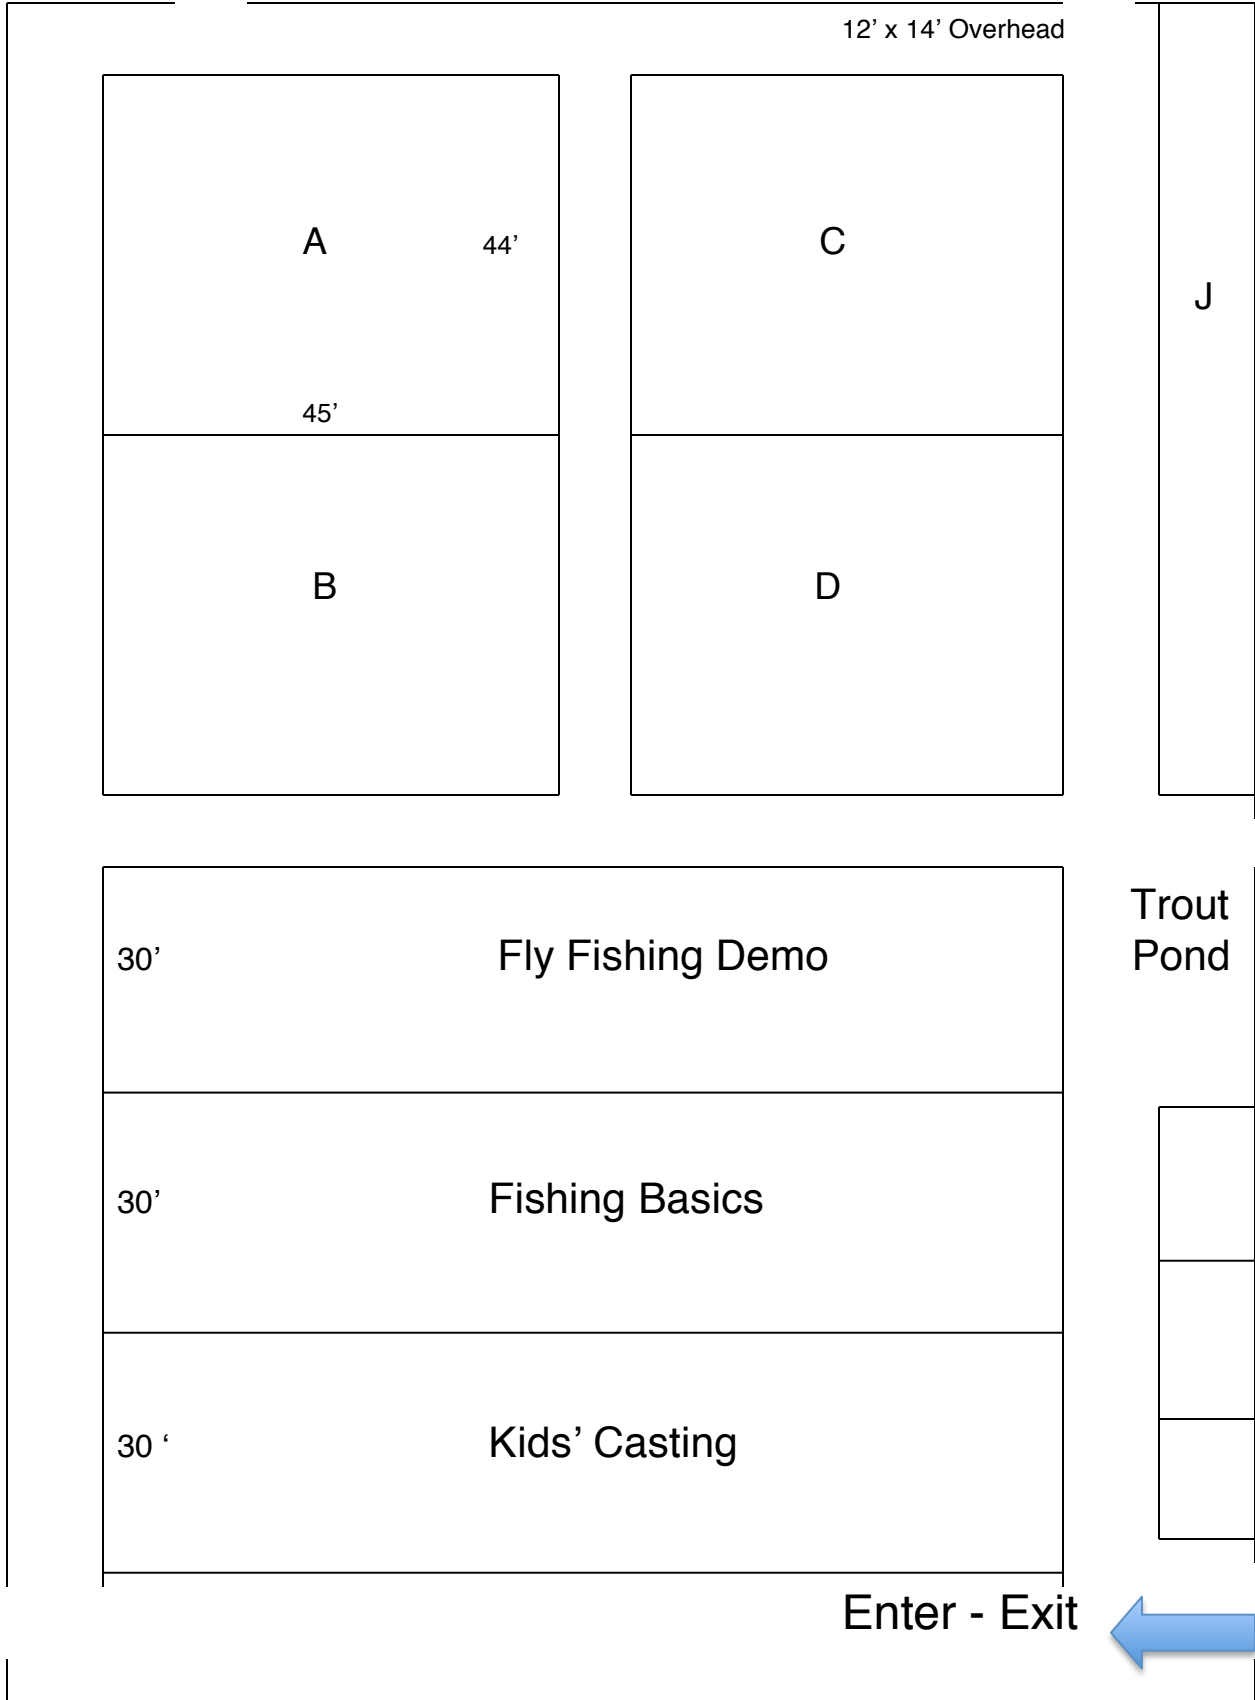 12’ x 14’ Overhead
A
44’
C
J
45’
B
D
Trout
Pond
30’
Fly Fishing Demo
30’
Fishing Basics
30 ‘
Kids’ Casting
Enter - Exit